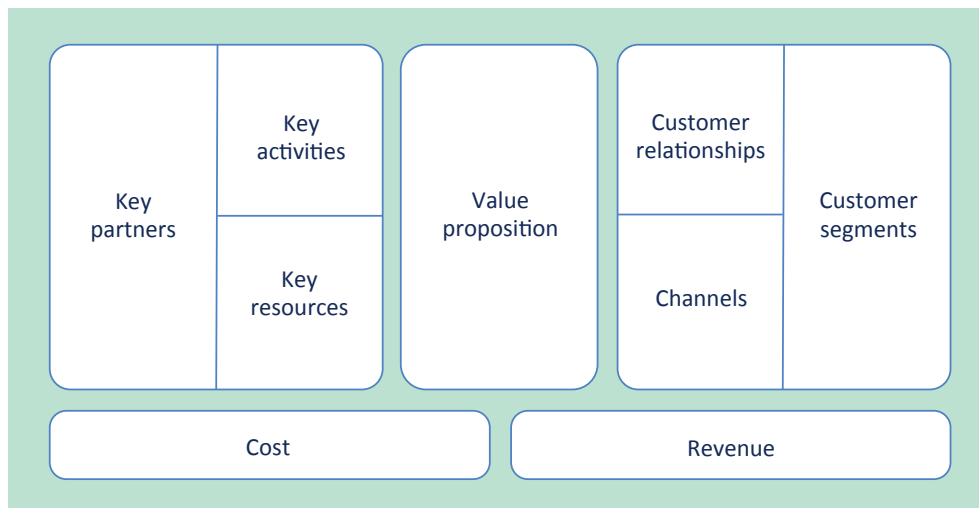 Key
partners
Key
activities
Key
resources
Value
proposition
Customer
relationships
Channels
Customer
segments
Cost
Revenue